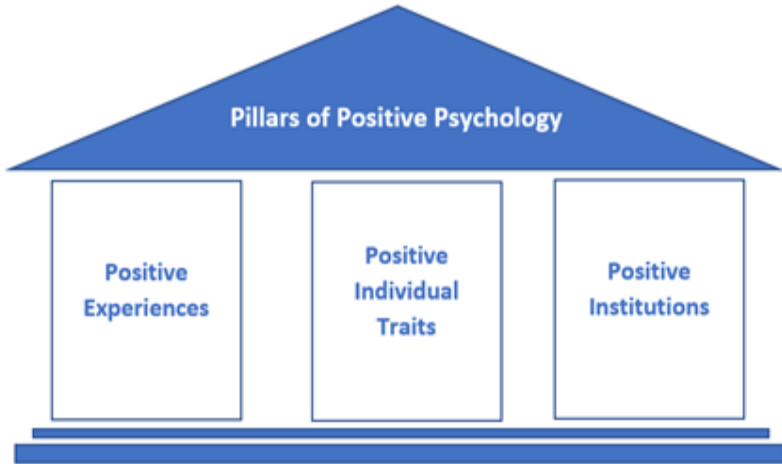 Pillars of Positive Psychology
Positive
Experiences
Positive
Individual
Traits
Positive
Institutions